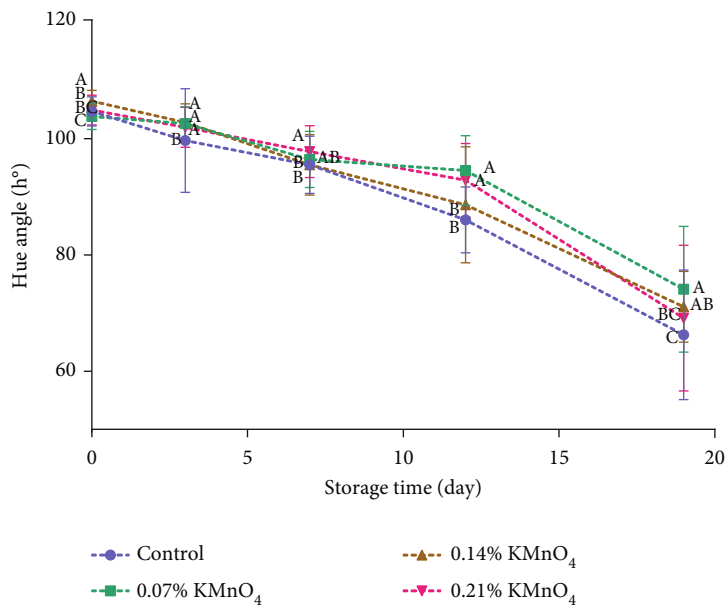 120
100
80
60
Hue angle (h°)
A
B
BC
C
A
A
A
B
A
AB
B
B
A
A
B
B
A
AB
BC
C
0
5
10
15
20
Storage time (day)
Control
0.14% KMnO₄
0.07% KMnO₄
0.21% KMnO₄